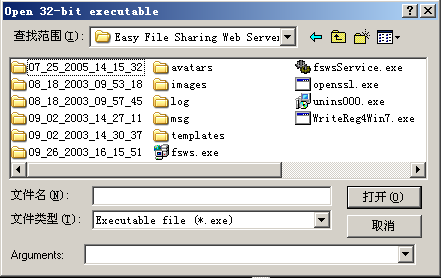 Open 32-bit executable
查找范围(I): Easy File Sharing Web Server
07_25_2005_14_15_32 avatars fswsService.exe
08_18_2003_09_53_18 images openssl.exe
08_18_2003_09_57_45 log unins000.exe
09_02_2003_14_27_11 msg WriteReg4Win7.exe
09_02_2003_14_30_37 templates
09_26_2003_16_15_51 fsws.exe
文件名(N): 打开(O)
文件类型(T): Executable file (*.exe) 取消
Arguments: